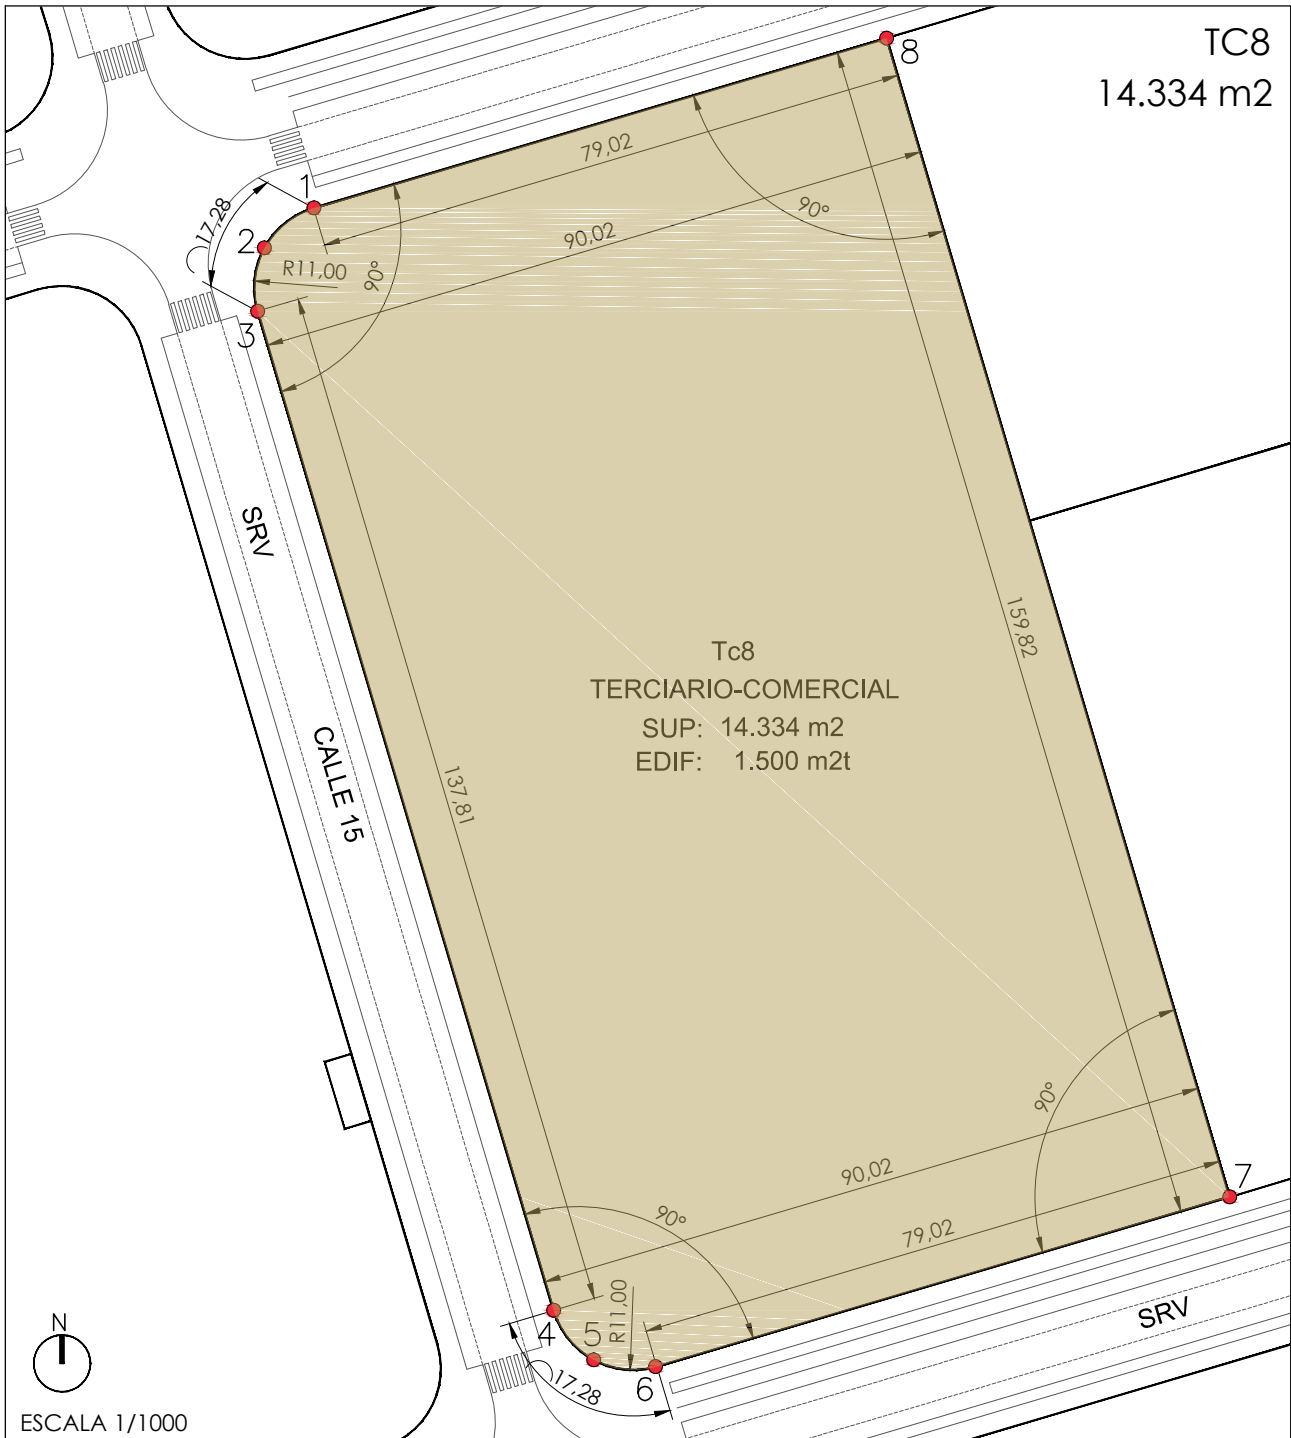 TC8
14.334 m2
8
79,02
90°
1
17,28
2
90,02
R11,00
90°
3
SRV
159,82
Tc8
TERCIARIO-COMERCIAL
SUP: 14.334 m2
EDIF: 1.500 m2t
CALLE 15
137,81
90°
90,02
7
90°
79,02
R11,00
SRV
4
5
6
17,28
N
ESCALA 1/1000